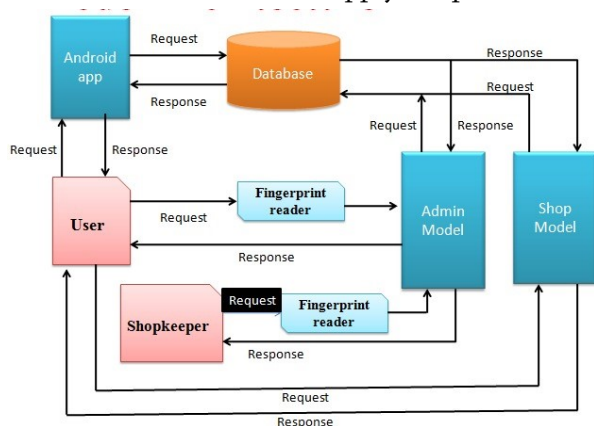 Request
Response
Android
app
Database
Response
Request
Request
Response
Request
Response
Fingerprint
reader
Admin
Model
Shop
Model
User
Request
Response
Request
Shopkeeper
Fingerprint
reader
Response
Request
Response